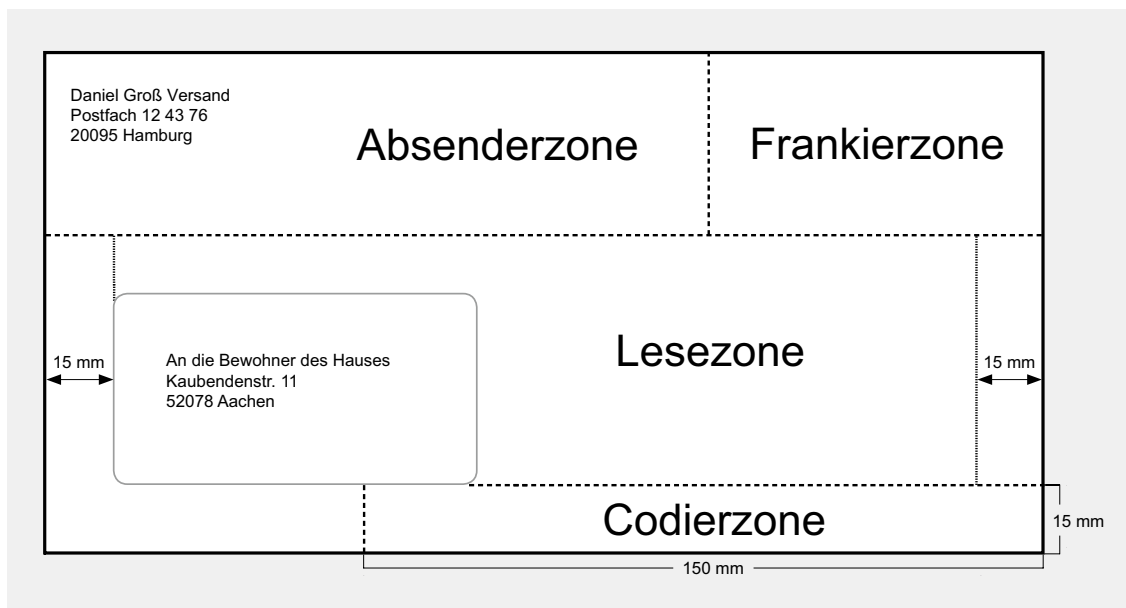 Daniel Groß Versand
Postfach 12 43 76
20095 Hamburg
Absenderzone
Frankierzone
Lesezone
15 mm
An die Bewohner des Hauses
Kaubendenstr. 11
52078 Aachen
15 mm
Codierzone
15 mm
150 mm